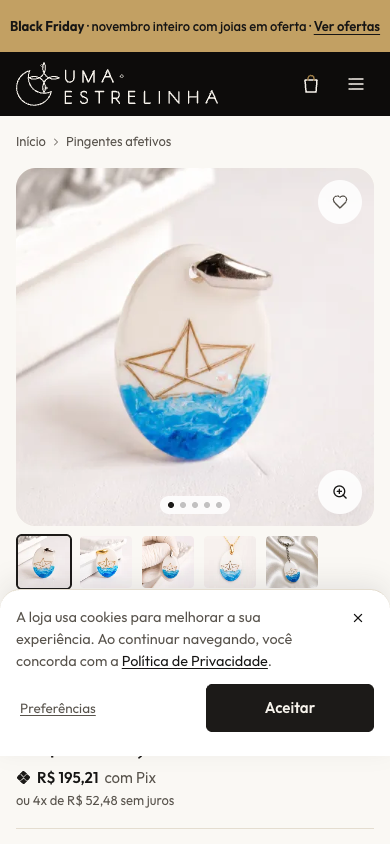 Black Friday · novembro inteiro com joias em oferta · Ver ofertas
UMA
ESTRELINHA
Início > Pingentes afetivos
A loja usa cookies para melhorar a sua
experiência. Ao continuar navegando, você
concorda com a Política de Privacidade.
Preferências
Aceitar
R$ 195,21 com Pix
ou 4x de R$ 52,48 sem juros